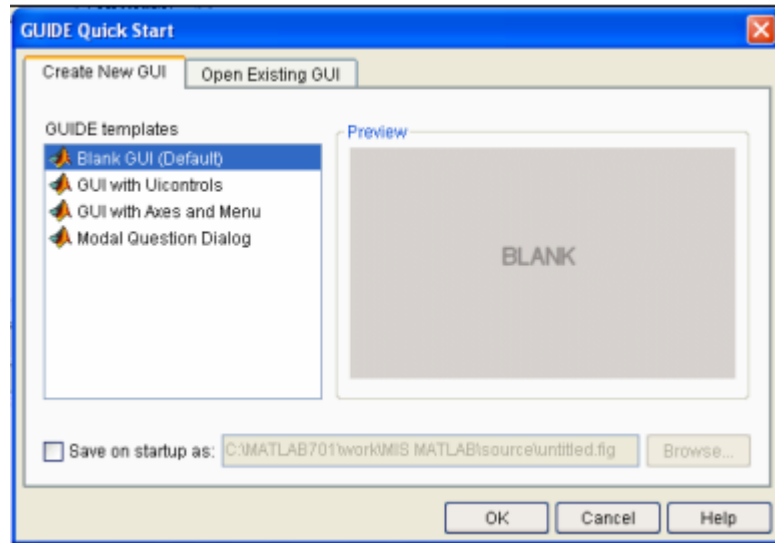 GUIDE Quick Start
Create New GUI
Open Existing GUI
GUIDE templates
Blank GUI (Default)
GUI with Uicontrols
GUI with Axes and Menu
Modal Question Dialog
Preview
BLANK
Save on startup as:
C:\MATLAB701\work\MIS MATLAB\source\untitled.fig
Browse...
OK
Cancel
Help